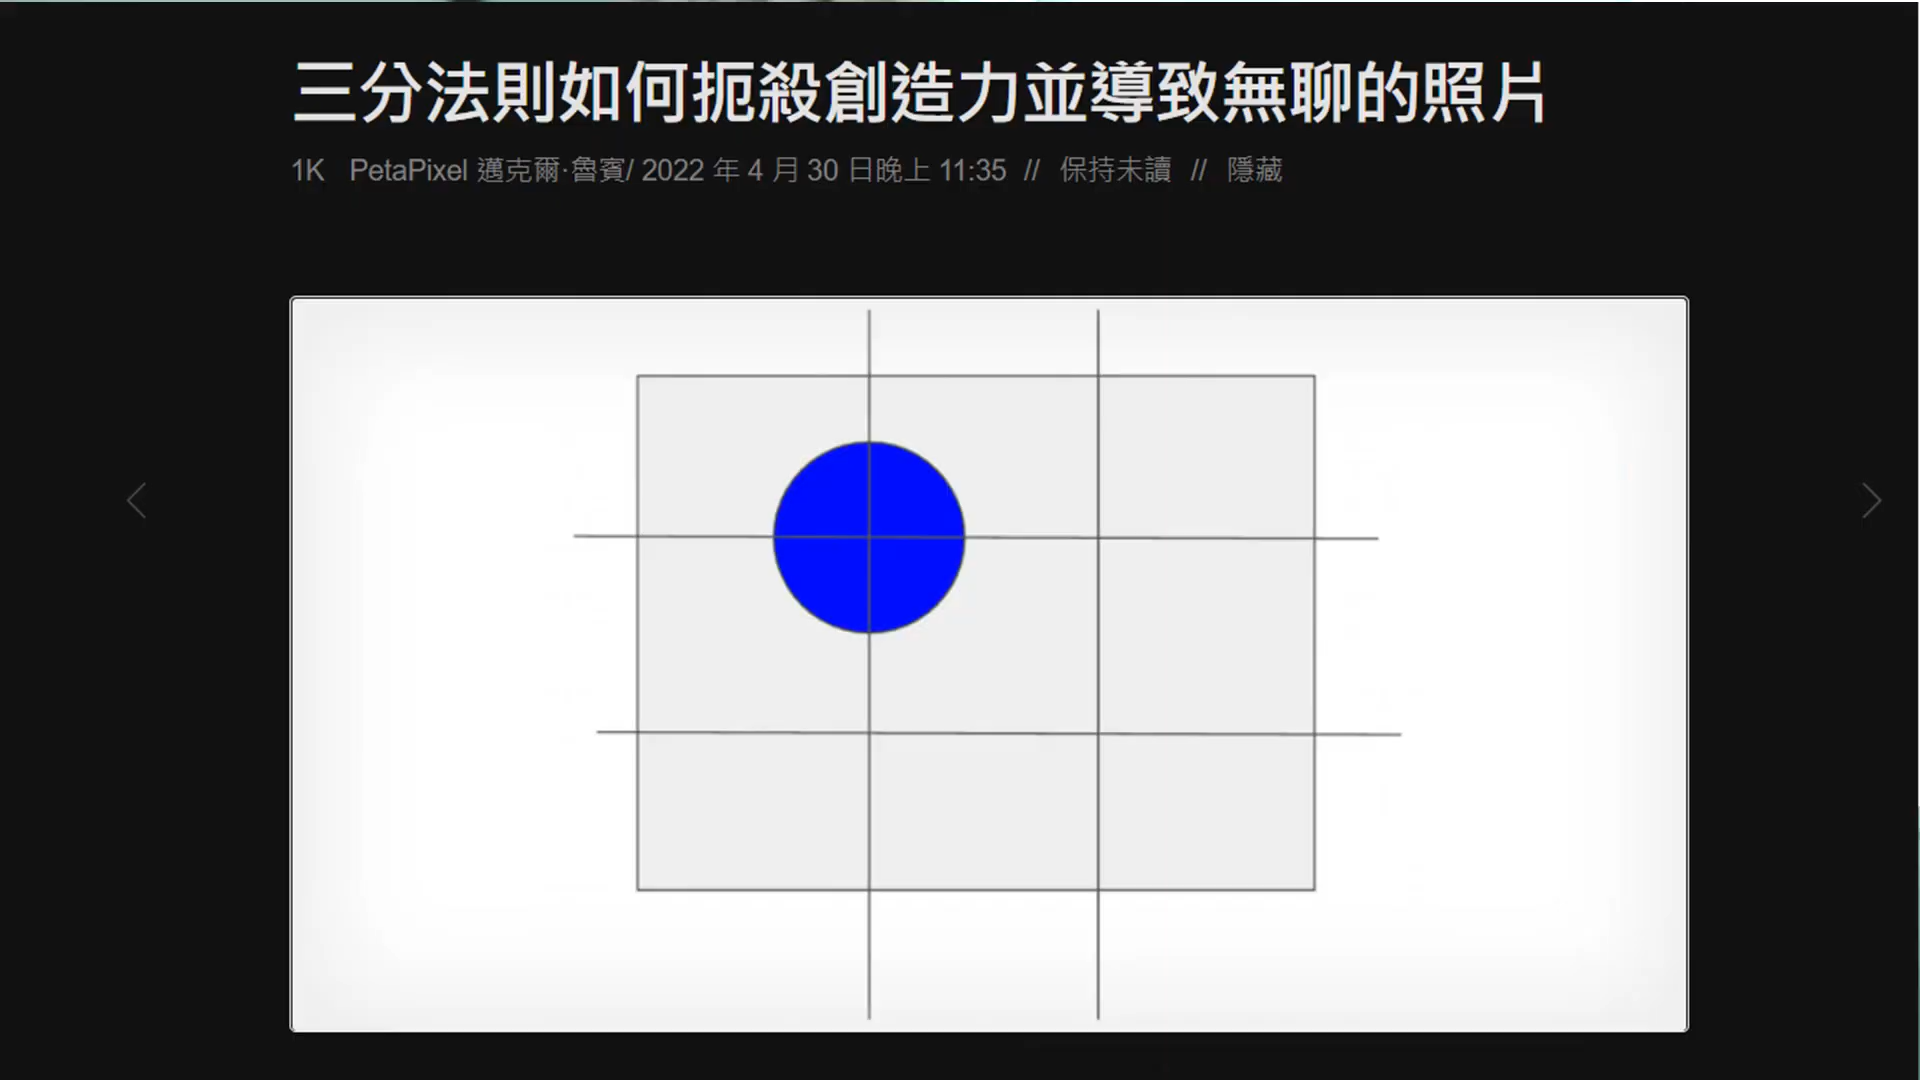 三分法則如何扼殺創造力並導致無聊的照片
1K PetaPixel 邁克爾·魯賓/ 2022 年 4 月 30 日晚上 11:35 // 保持未讀 // 隱藏